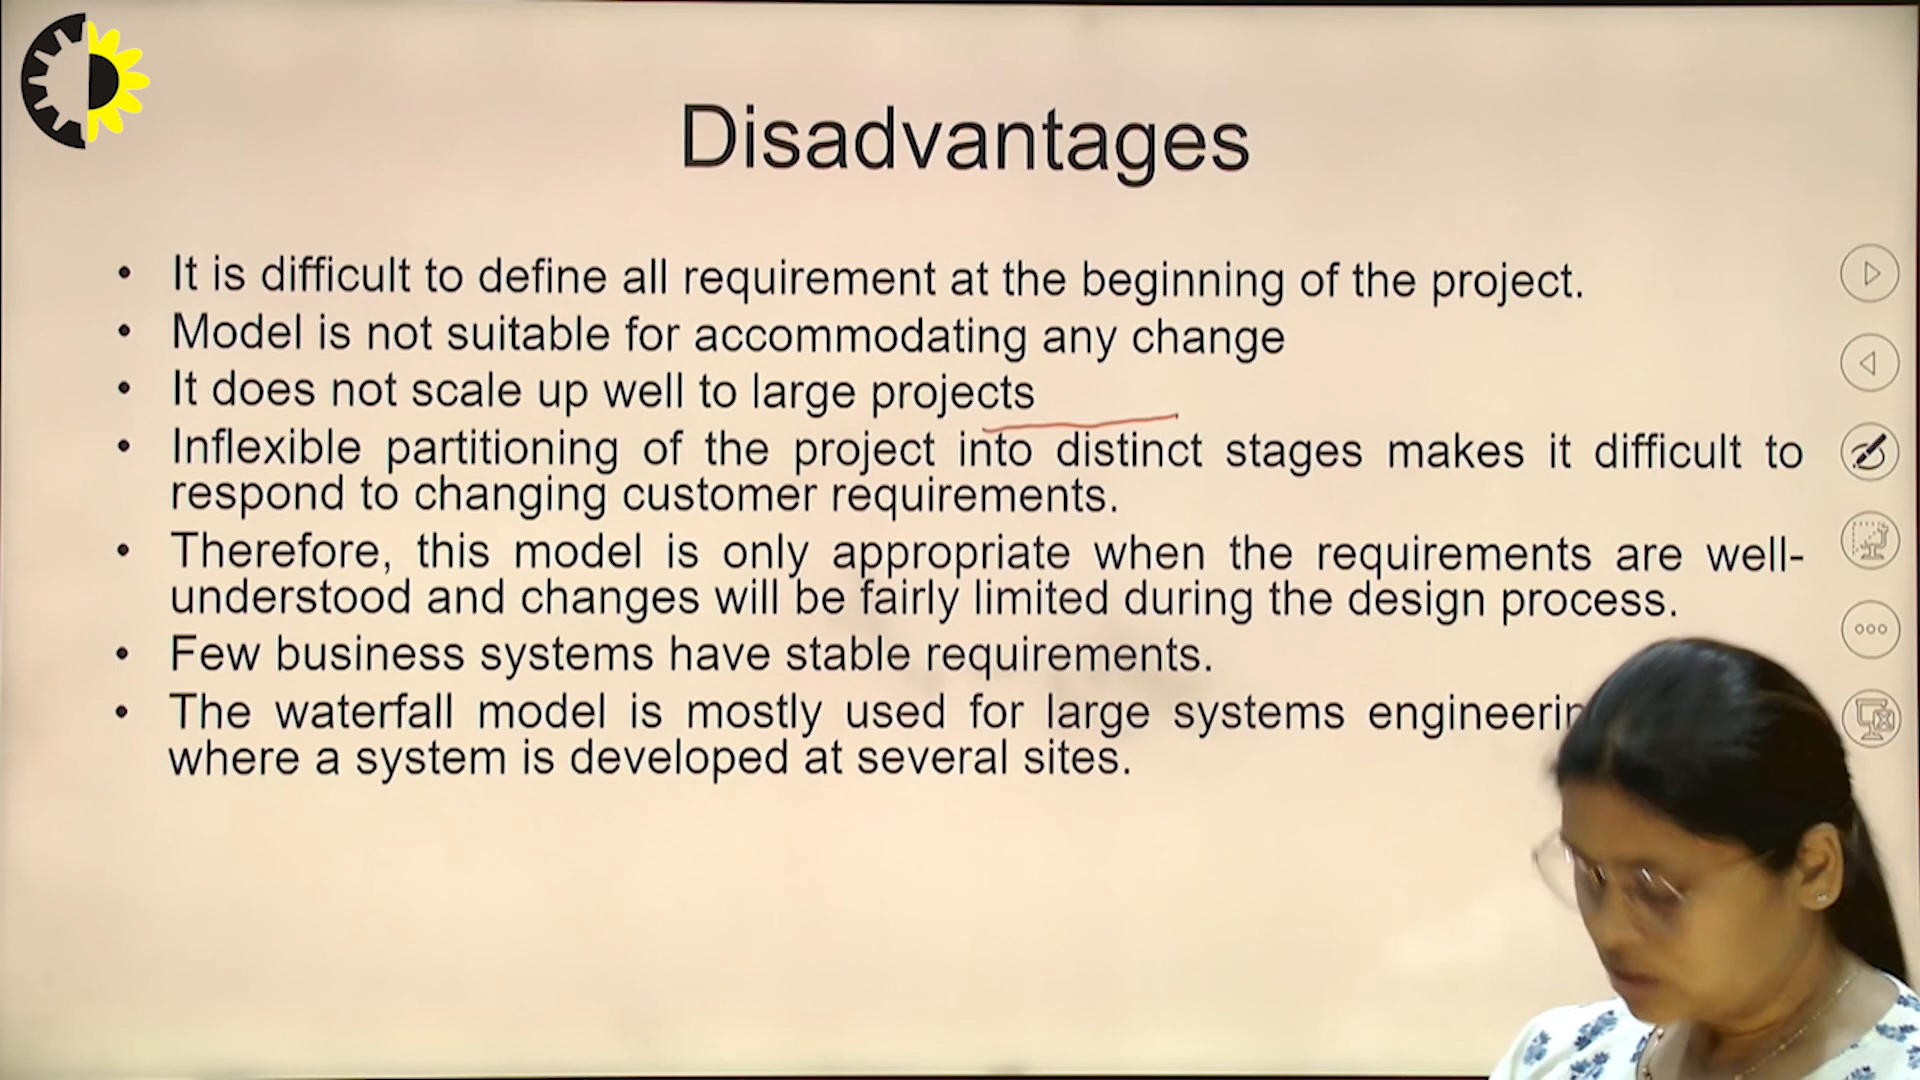 Disadvantages
• It is difficult to define all requirement at the beginning of the project.
• Model is not suitable for accommodating any change
• It does not scale up well to large projects
• Inflexible partitioning of the project into distinct stages makes it difficult to
respond to changing customer requirements.
• Therefore, this model is only appropriate when the requirements are well-
understood and changes will be fairly limited during the design process.
• Few business systems have stable requirements.
• The waterfall model is mostly used for large systems
where a system is developed at several sites.